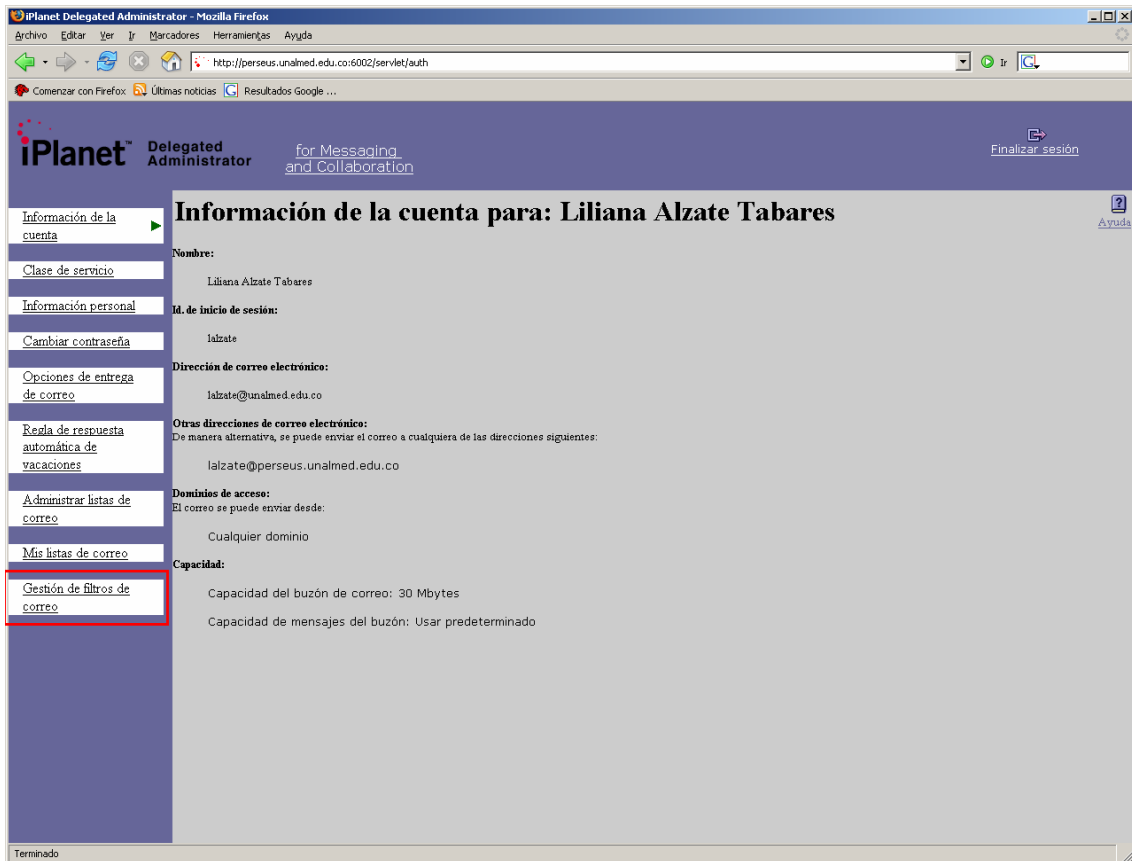 iPlanet Delegated Administrator - Mozilla Firefox
Archivo Editar Ver Ir Marcadores Herramientas Ayuda
http://perseus.unalmed.edu.co:6002/servlet/auth
Ir
Comenzar con Firefox Últimas noticias Resultados Google ...
iPlanet™ Delegated
Administrator
for Messaging
and Collaboration
Finalizar sesión
Información de la
cuenta
Clase de servicio
Información personal
Cambiar contraseña
Opciones de entrega
de correo
Regla de respuesta
automática de
vacaciones
Administrar listas de
correo
Mis listas de correo
Gestión de filtros de
correo
Información de la cuenta para: Liliana Alzate Tabares
Ayuda
Nombre:
Liliana Alzate Tabares
Id. de inicio de sesión:
lalzate
Dirección de correo electrónico:
lalzate@unalmed.edu.co
Otras direcciones de correo electrónico:
De manera alternativa, se puede enviar el correo a cualquiera de las direcciones siguientes:
lalzate@perseus.unalmed.edu.co
Dominios de acceso:
El correo se puede enviar desde:
Cualquier dominio
Capacidad:
Capacidad del buzón de correo: 30 Mbytes
Capacidad de mensajes del buzón: Usar predeterminado
Terminado